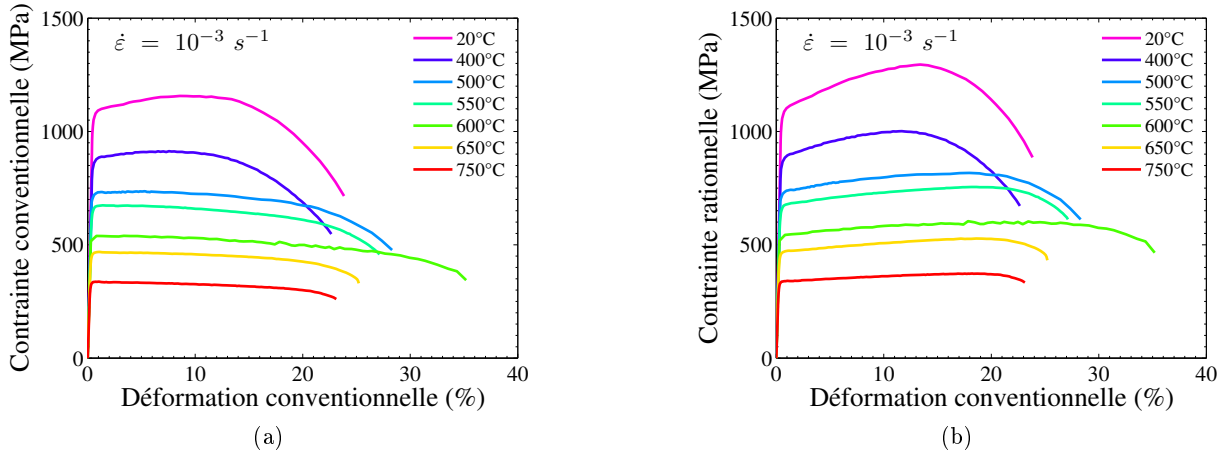 1500
1000
500
0
Contrainte conventionnelle (MPa)
ε̇ = 10⁻³ s⁻¹
20°C
400°C
500°C
550°C
600°C
650°C
750°C
0 10 20 30 40
Déformation conventionnelle (%)
(a)
1500
1000
500
0
Contrainte rationnelle (MPa)
ε̇ = 10⁻³ s⁻¹
20°C
400°C
500°C
550°C
600°C
650°C
750°C
0 10 20 30 40
Déformation conventionnelle (%)
(b)